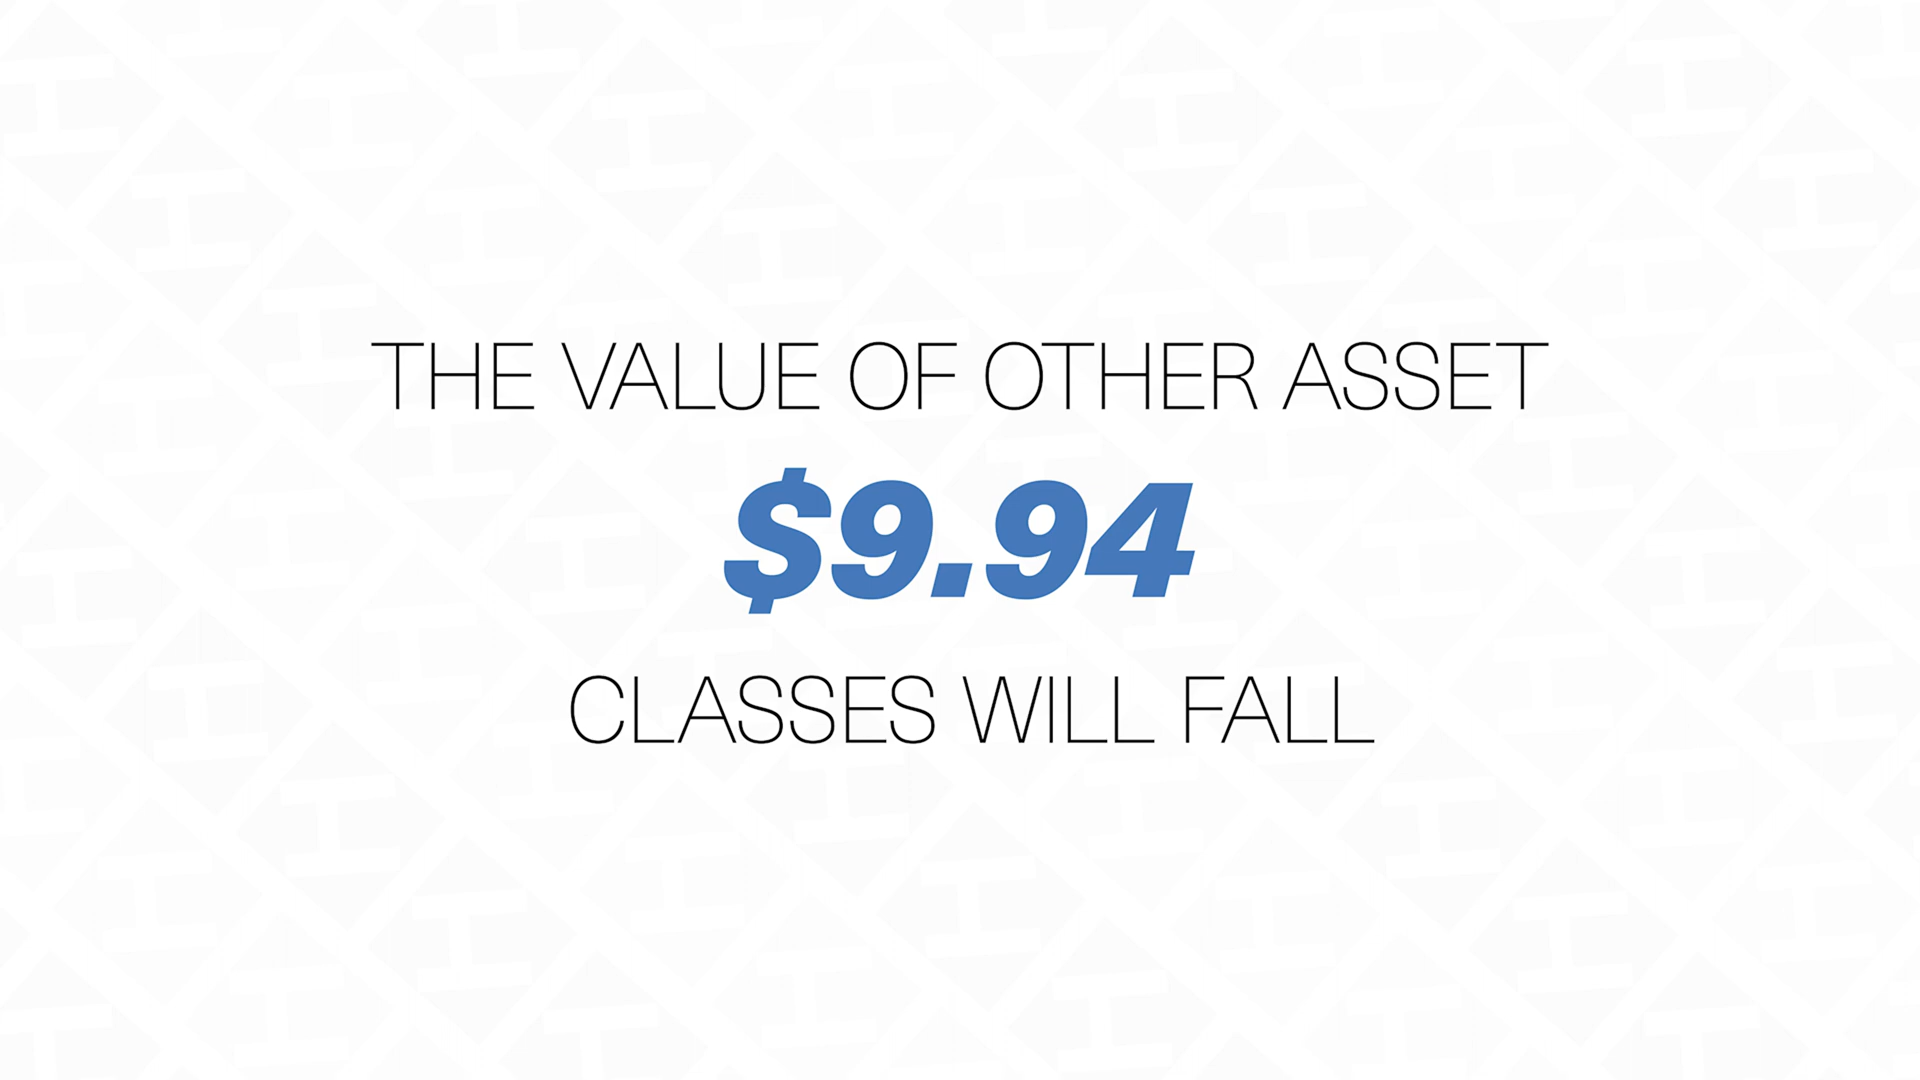 THE VALUE OF OTHER ASSET
$9.94
CLASSES WILL FALL